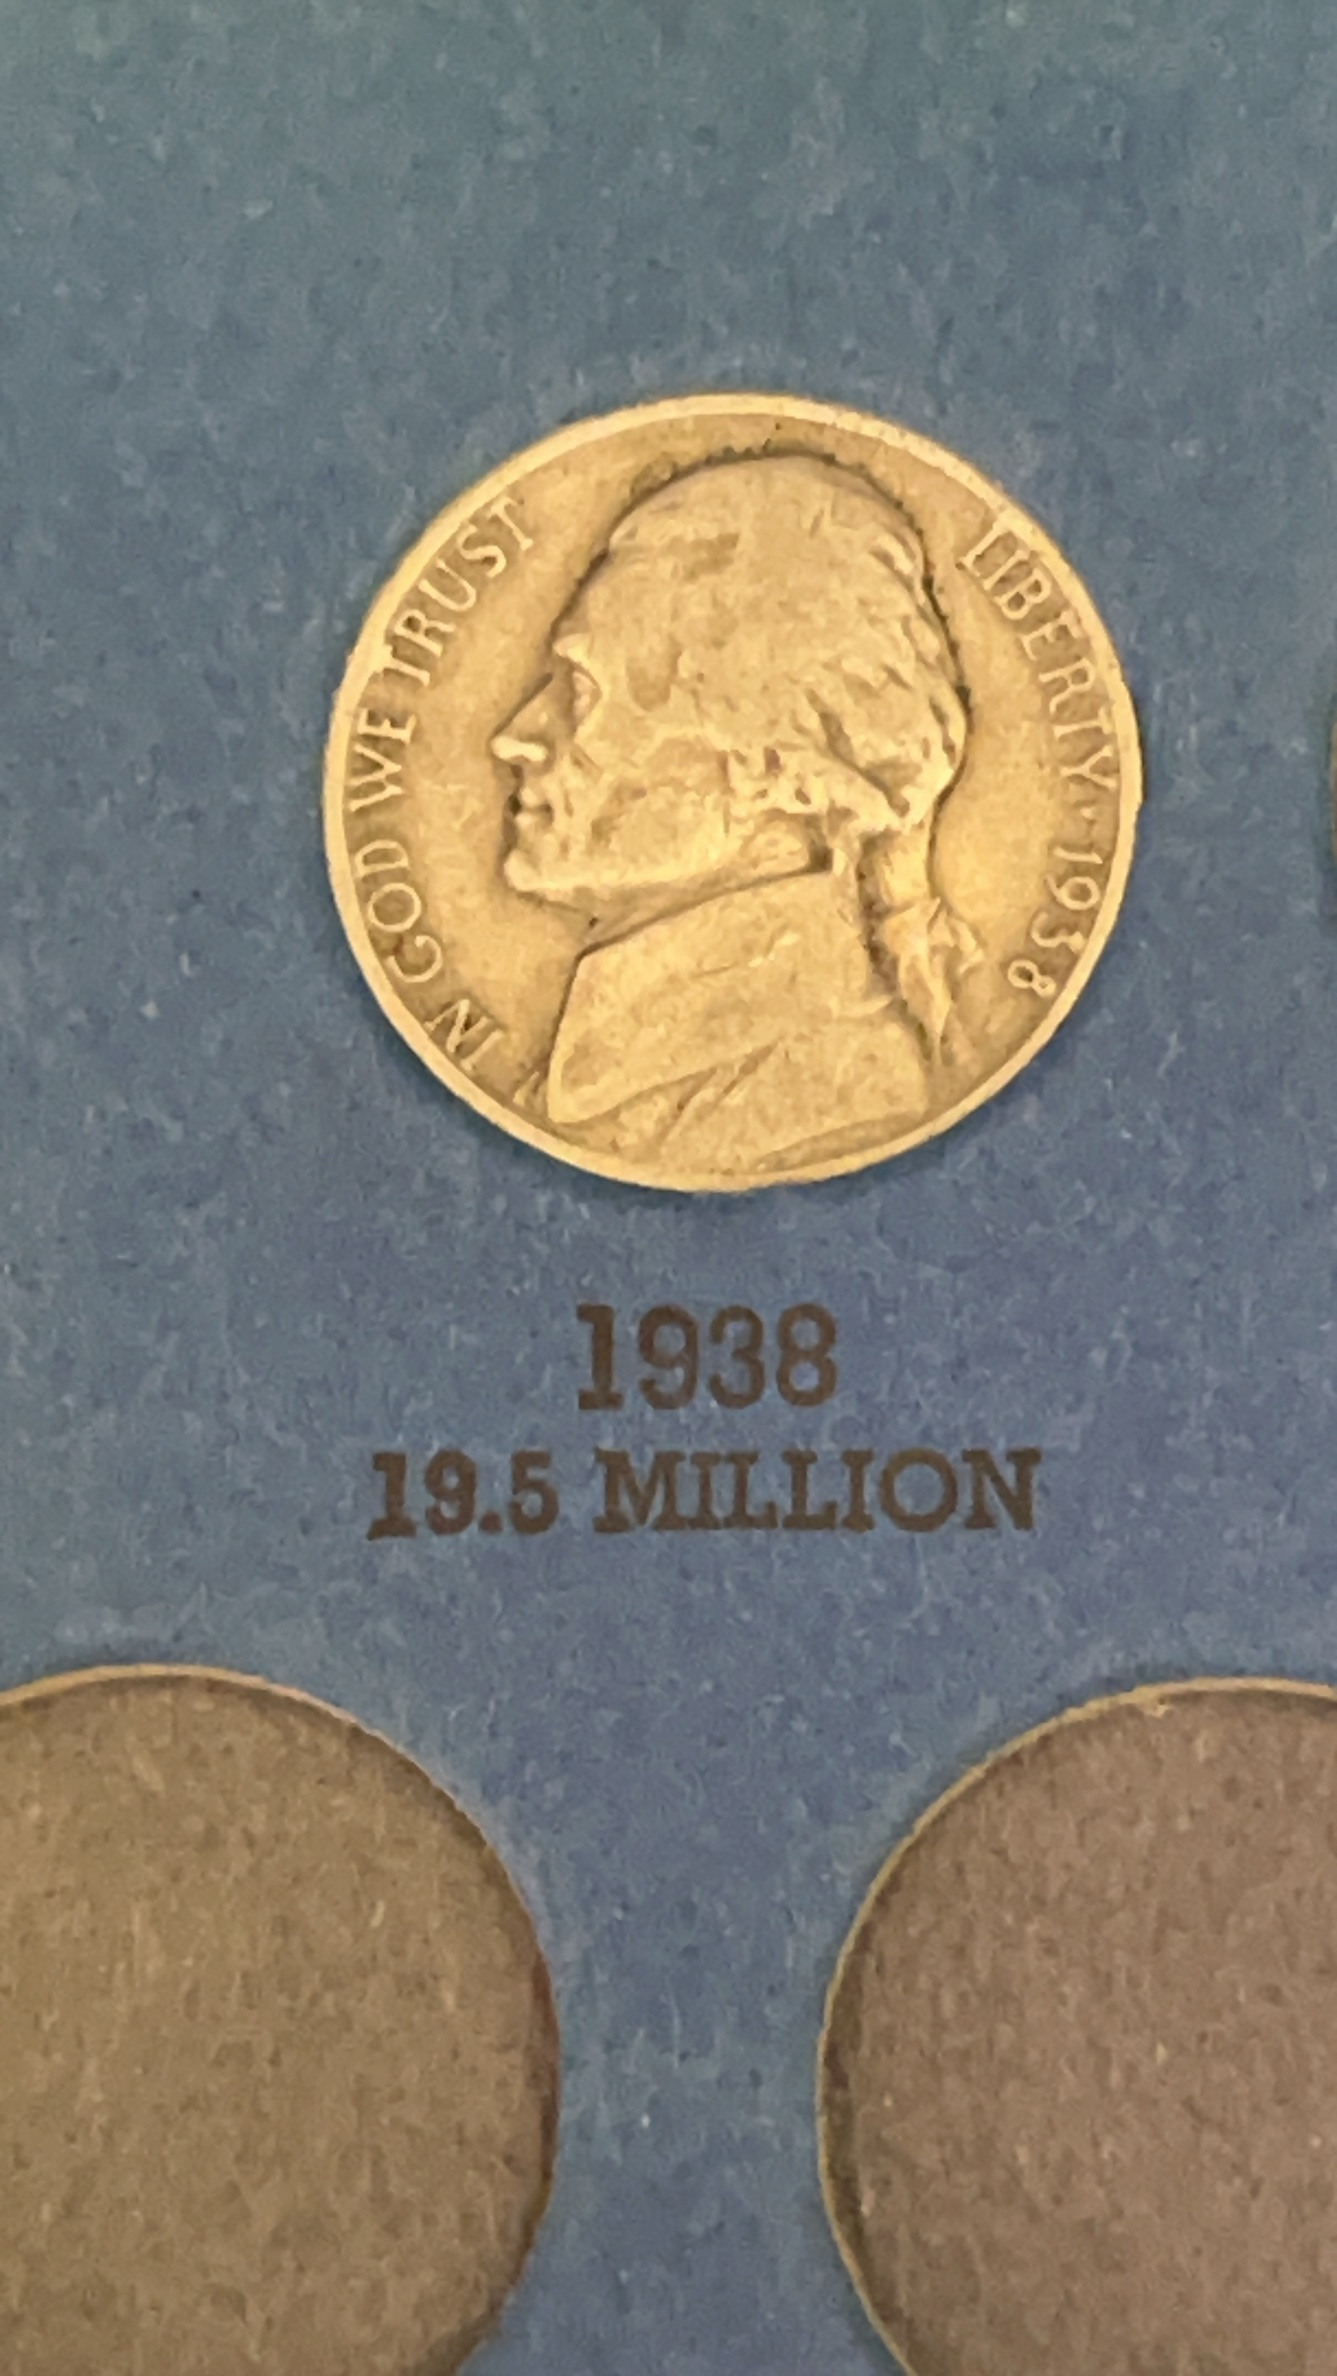 IN GOD WE TRUST
LIBERTY · 1938
1938
19.5 MILLION